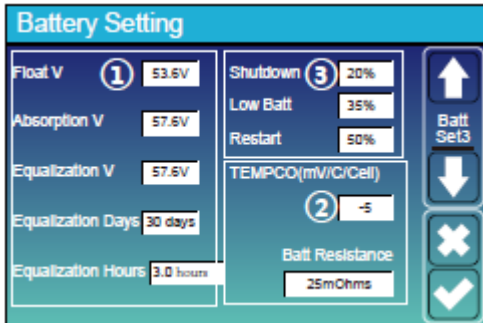 Battery Setting
Float V ① 53.6V
Absorption V 57.6V
Equalization V 57.6V
Equalization Days 30 days
Equalization Hours 3.0 hours
Shutdown ③ 20%
Low Batt 35%
Restart 50%
TEMPCO(mV/C/Cell)
② -5
Batt Resistance
25mOhms
Batt
Set3